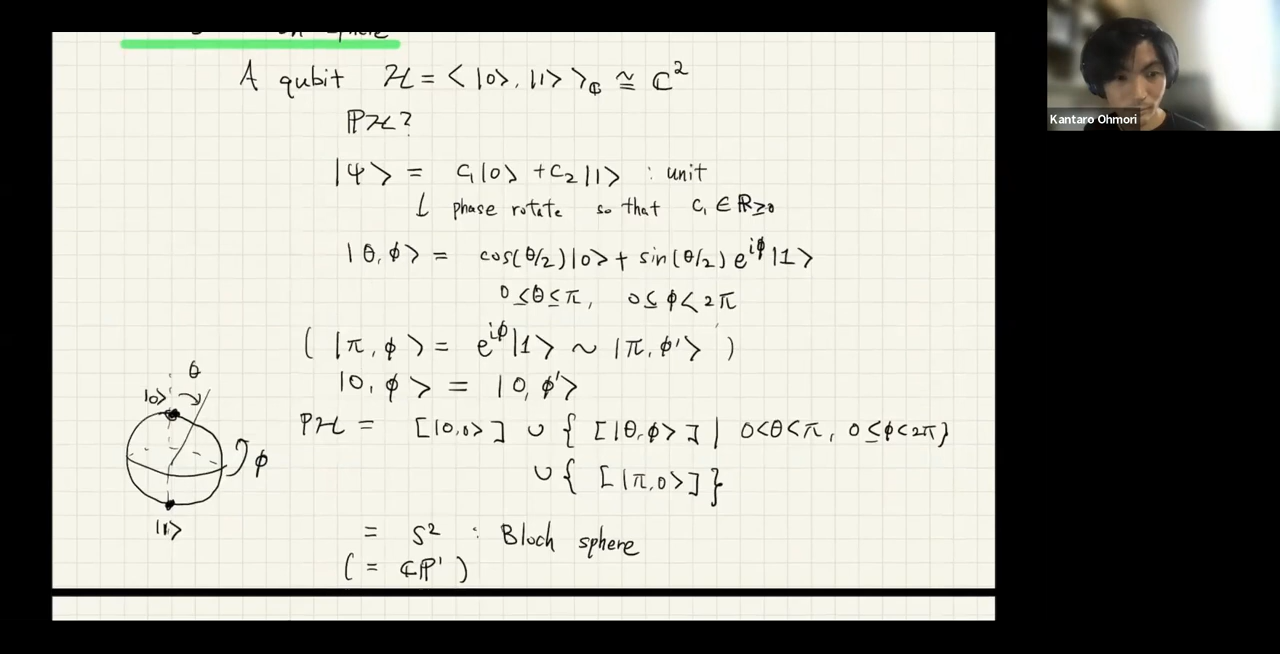 sphere
A qubit ℋ = < |0>, |1> >_ℂ ≅ ℂ²
ℙℋ?
|ψ> = c₁|0> + c₂|1> : unit
↓ phase rotate so that c₁ ∈ ℝ≥0
|θ, ϕ> = cos(θ/2)|0> + sin(θ/2) e^{iϕ}|1>
0≤θ≤π, 0≤ϕ<2π
( |π, ϕ> = e^{iϕ}|1> ~ |π, ϕ'> )
|0, ϕ> = |0, ϕ'>
ℙℋ = [|0,0>] ∪ { [|θ,ϕ>] | 0<θ<π, 0≤ϕ<2π}
∪ { [|π,0>] }
= S² : Bloch sphere
( = ℂℙ¹ )
θ
|0>
ϕ
|1>
Kantaro Ohmori